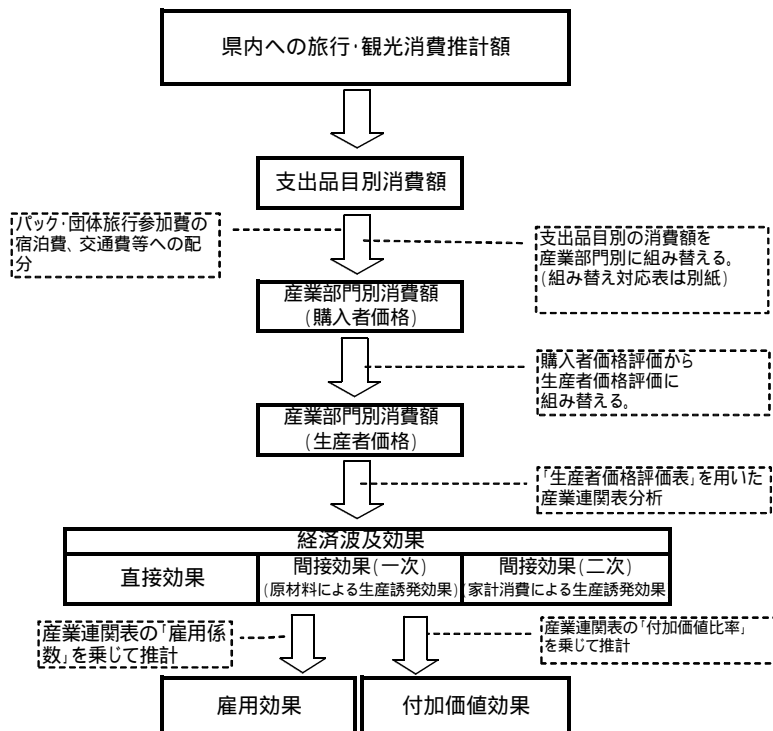 県内への旅行・観光消費推計額
支出品目別消費額
パック・団体旅行参加費の
宿泊費、交通費等への配
分
支出品目別の消費額を
産業部門別に組み替える。
(組み替え対応表は別紙)
産業部門別消費額
(購入者価格)
購入者価格評価から
生産者価格評価に
組み替える。
産業部門別消費額
(生産者価格)
「生産者価格評価表」を用いた
産業連関表分析
経済波及効果
直接効果
間接効果(一次)
(原材料による生産誘発効果)
間接効果(二次)
(家計消費による生産誘発効果
産業連関表の「雇用係
数」を乗じて推計
産業連関表の「付加価値比率」
を乗じて推計
雇用効果
付加価値効果